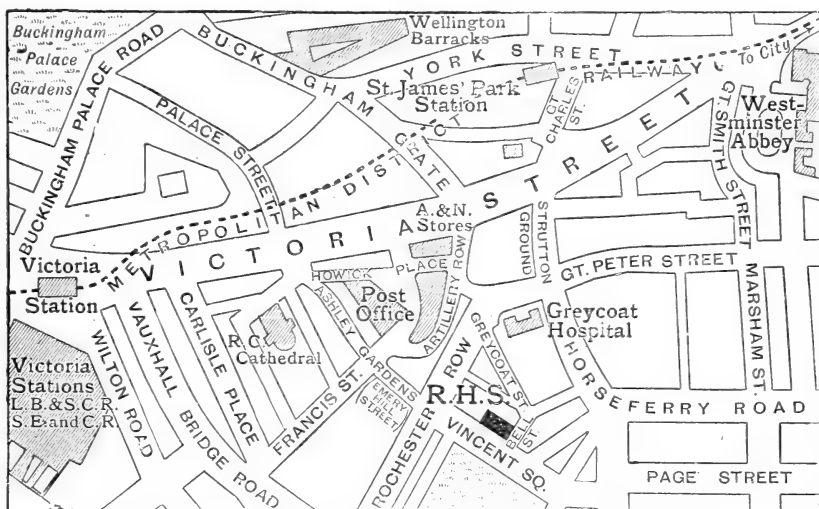 Buckingham
Palace
Gardens
BUCKINGHAM PALACE ROAD
BUCKINGHAM GATE
Wellington
Barracks
YORK STREET
RAILWAY
To City
St. James' Park
Station
GT
CHARLES
ST.
West-
minster
Abbey
GT. SMITH STREET
PALACE STREET
METROPOLITAN DISTRICT
VICTORIA STREET
A.&N.
Stores
STRUTTON
GROUND
GT. PETER STREET
MARSHAM ST.
Victoria
Station
HOWICK PLACE
Post
Office
ARTILLERY ROW
Greycoat
Hospital
ASHLEY GARDENS
R.C.
Cathedral
CARLISLE PLACE
VAUXHALL BRIDGE ROAD
WILTON ROAD
Victoria
Stations
L.B.&S.C.R.
S.E. and C.R.
FRANCIS ST.
EMERY
HILL
STREET
ROCHESTER ROW
GREYCOAT ST.
R.H.S.
BELL
ST.
HORSEFERRY ROAD
VINCENT SQ.
PAGE STREET